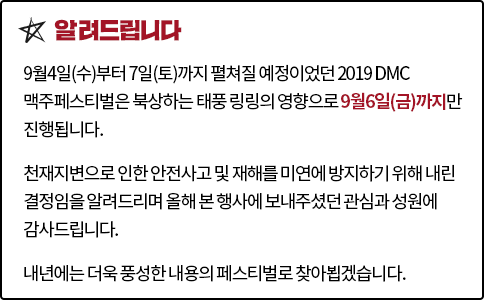 알려드립니다
9월4일(수)부터 7일(토)까지 펼쳐질 예정이었던 2019 DMC
맥주페스티벌은 북상하는 태풍 링링의 영향으로 9월6일(금)까지만
진행됩니다.
천재지변으로 인한 안전사고 및 재해를 미연에 방지하기 위해 내린
결정임을 알려드리며 올해 본 행사에 보내주셨던 관심과 성원에
감사드립니다.
내년에는 더욱 풍성한 내용의 페스티벌로 찾아뵙겠습니다.